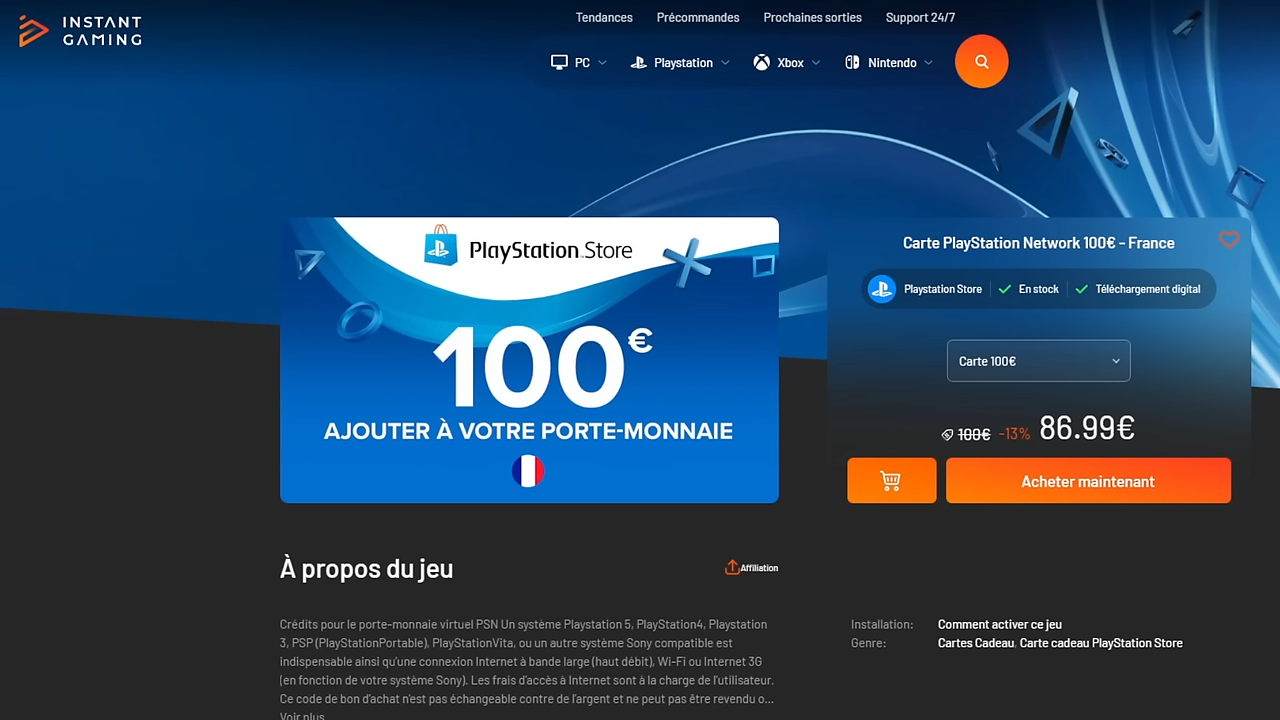 INSTANT
GAMING
Tendances Précommandes Prochaines sorties Support 24/7
PC Playstation Xbox Nintendo
PlayStation Store
100€
AJOUTER À VOTRE PORTE-MONNAIE
Carte PlayStation Network 100€ - France
Playstation Store En stock Téléchargement digital
Carte 100€
100€ -13% 86.99€
Acheter maintenant
À propos du jeu
Affiliation
Crédits pour le porte-monnaie virtuel PSN Un système Playstation 5, PlayStation4, Playstation
3, PSP (PlayStationPortable), PlayStationVita, ou un autre système Sony compatible est
indispensable ainsi qu'une connexion Internet à bande large (haut débit), Wi-Fi ou Internet 3G
(en fonction de votre système Sony). Les frais d'accès à Internet sont à la charge de l'utilisateur.
Ce code de bon d'achat n'est pas échangeable contre de l'argent et ne peut pas être revendu o...
Voir plus
Installation: Comment activer ce jeu
Genre: Cartes Cadeau, Carte cadeau PlayStation Store